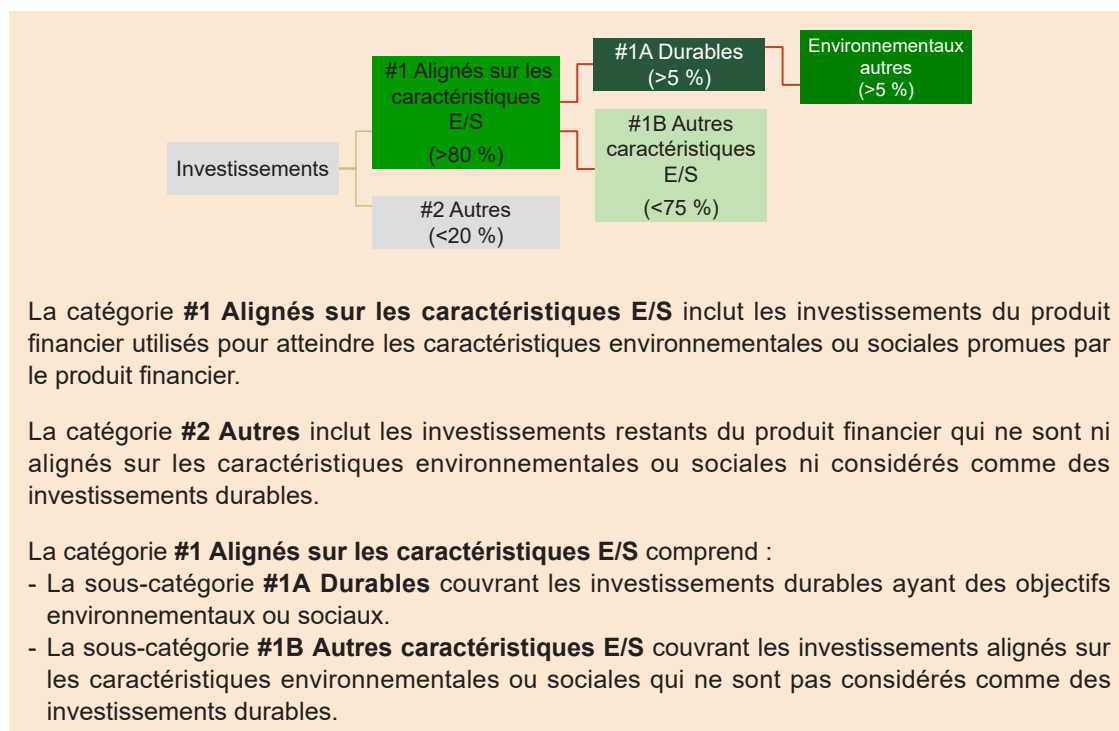 Investissements
#1 Alignés sur les
caractéristiques
E/S
(>80 %)
#2 Autres
(<20 %)
#1A Durables
(>5 %)
#1B Autres
caractéristiques
E/S
(<75 %)
Environnementaux
autres
(>5 %)
La catégorie #1 Alignés sur les caractéristiques E/S inclut les investissements du produit
financier utilisés pour atteindre les caractéristiques environnementales ou sociales promues par
le produit financier.
La catégorie #2 Autres inclut les investissements restants du produit financier qui ne sont ni
alignés sur les caractéristiques environnementales ou sociales ni considérés comme des
investissements durables.
La catégorie #1 Alignés sur les caractéristiques E/S comprend :
- La sous-catégorie #1A Durables couvrant les investissements durables ayant des objectifs
environnementaux ou sociaux.
- La sous-catégorie #1B Autres caractéristiques E/S couvrant les investissements alignés sur
les caractéristiques environnementales ou sociales qui ne sont pas considérés comme des
investissements durables.